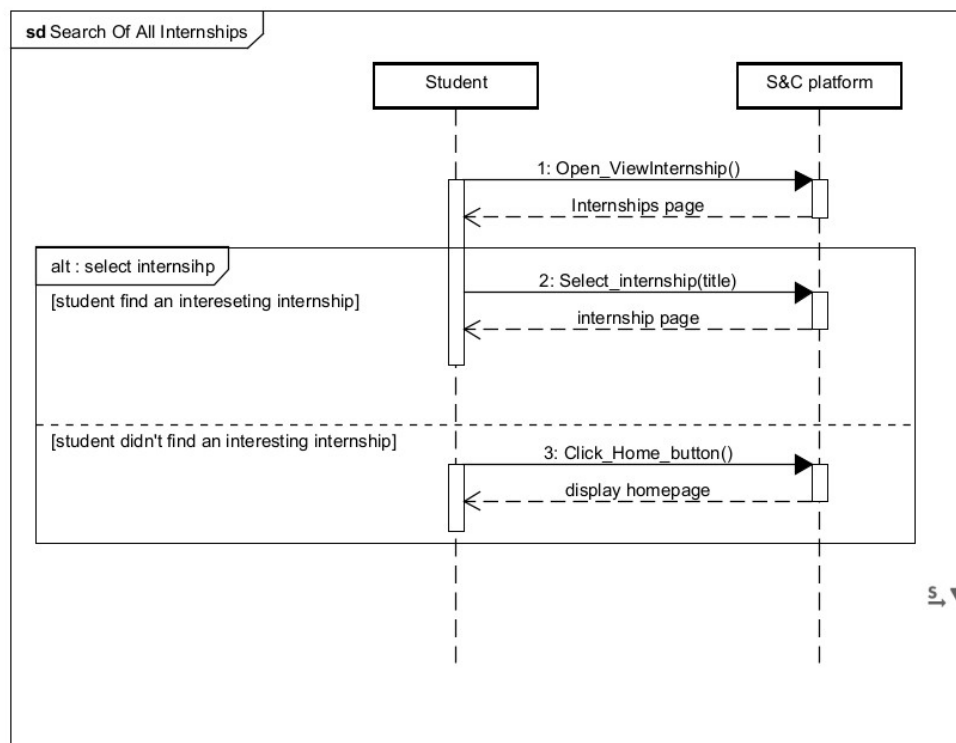 sd Search Of All Internships
Student
S&C platform
1: Open_ViewInternship()
Internships page
alt : select internsihp
[student find an intereseting internship]
2: Select_internship(title)
internship page
[student didn't find an interesting internship]
3: Click_Home_button()
display homepage
S